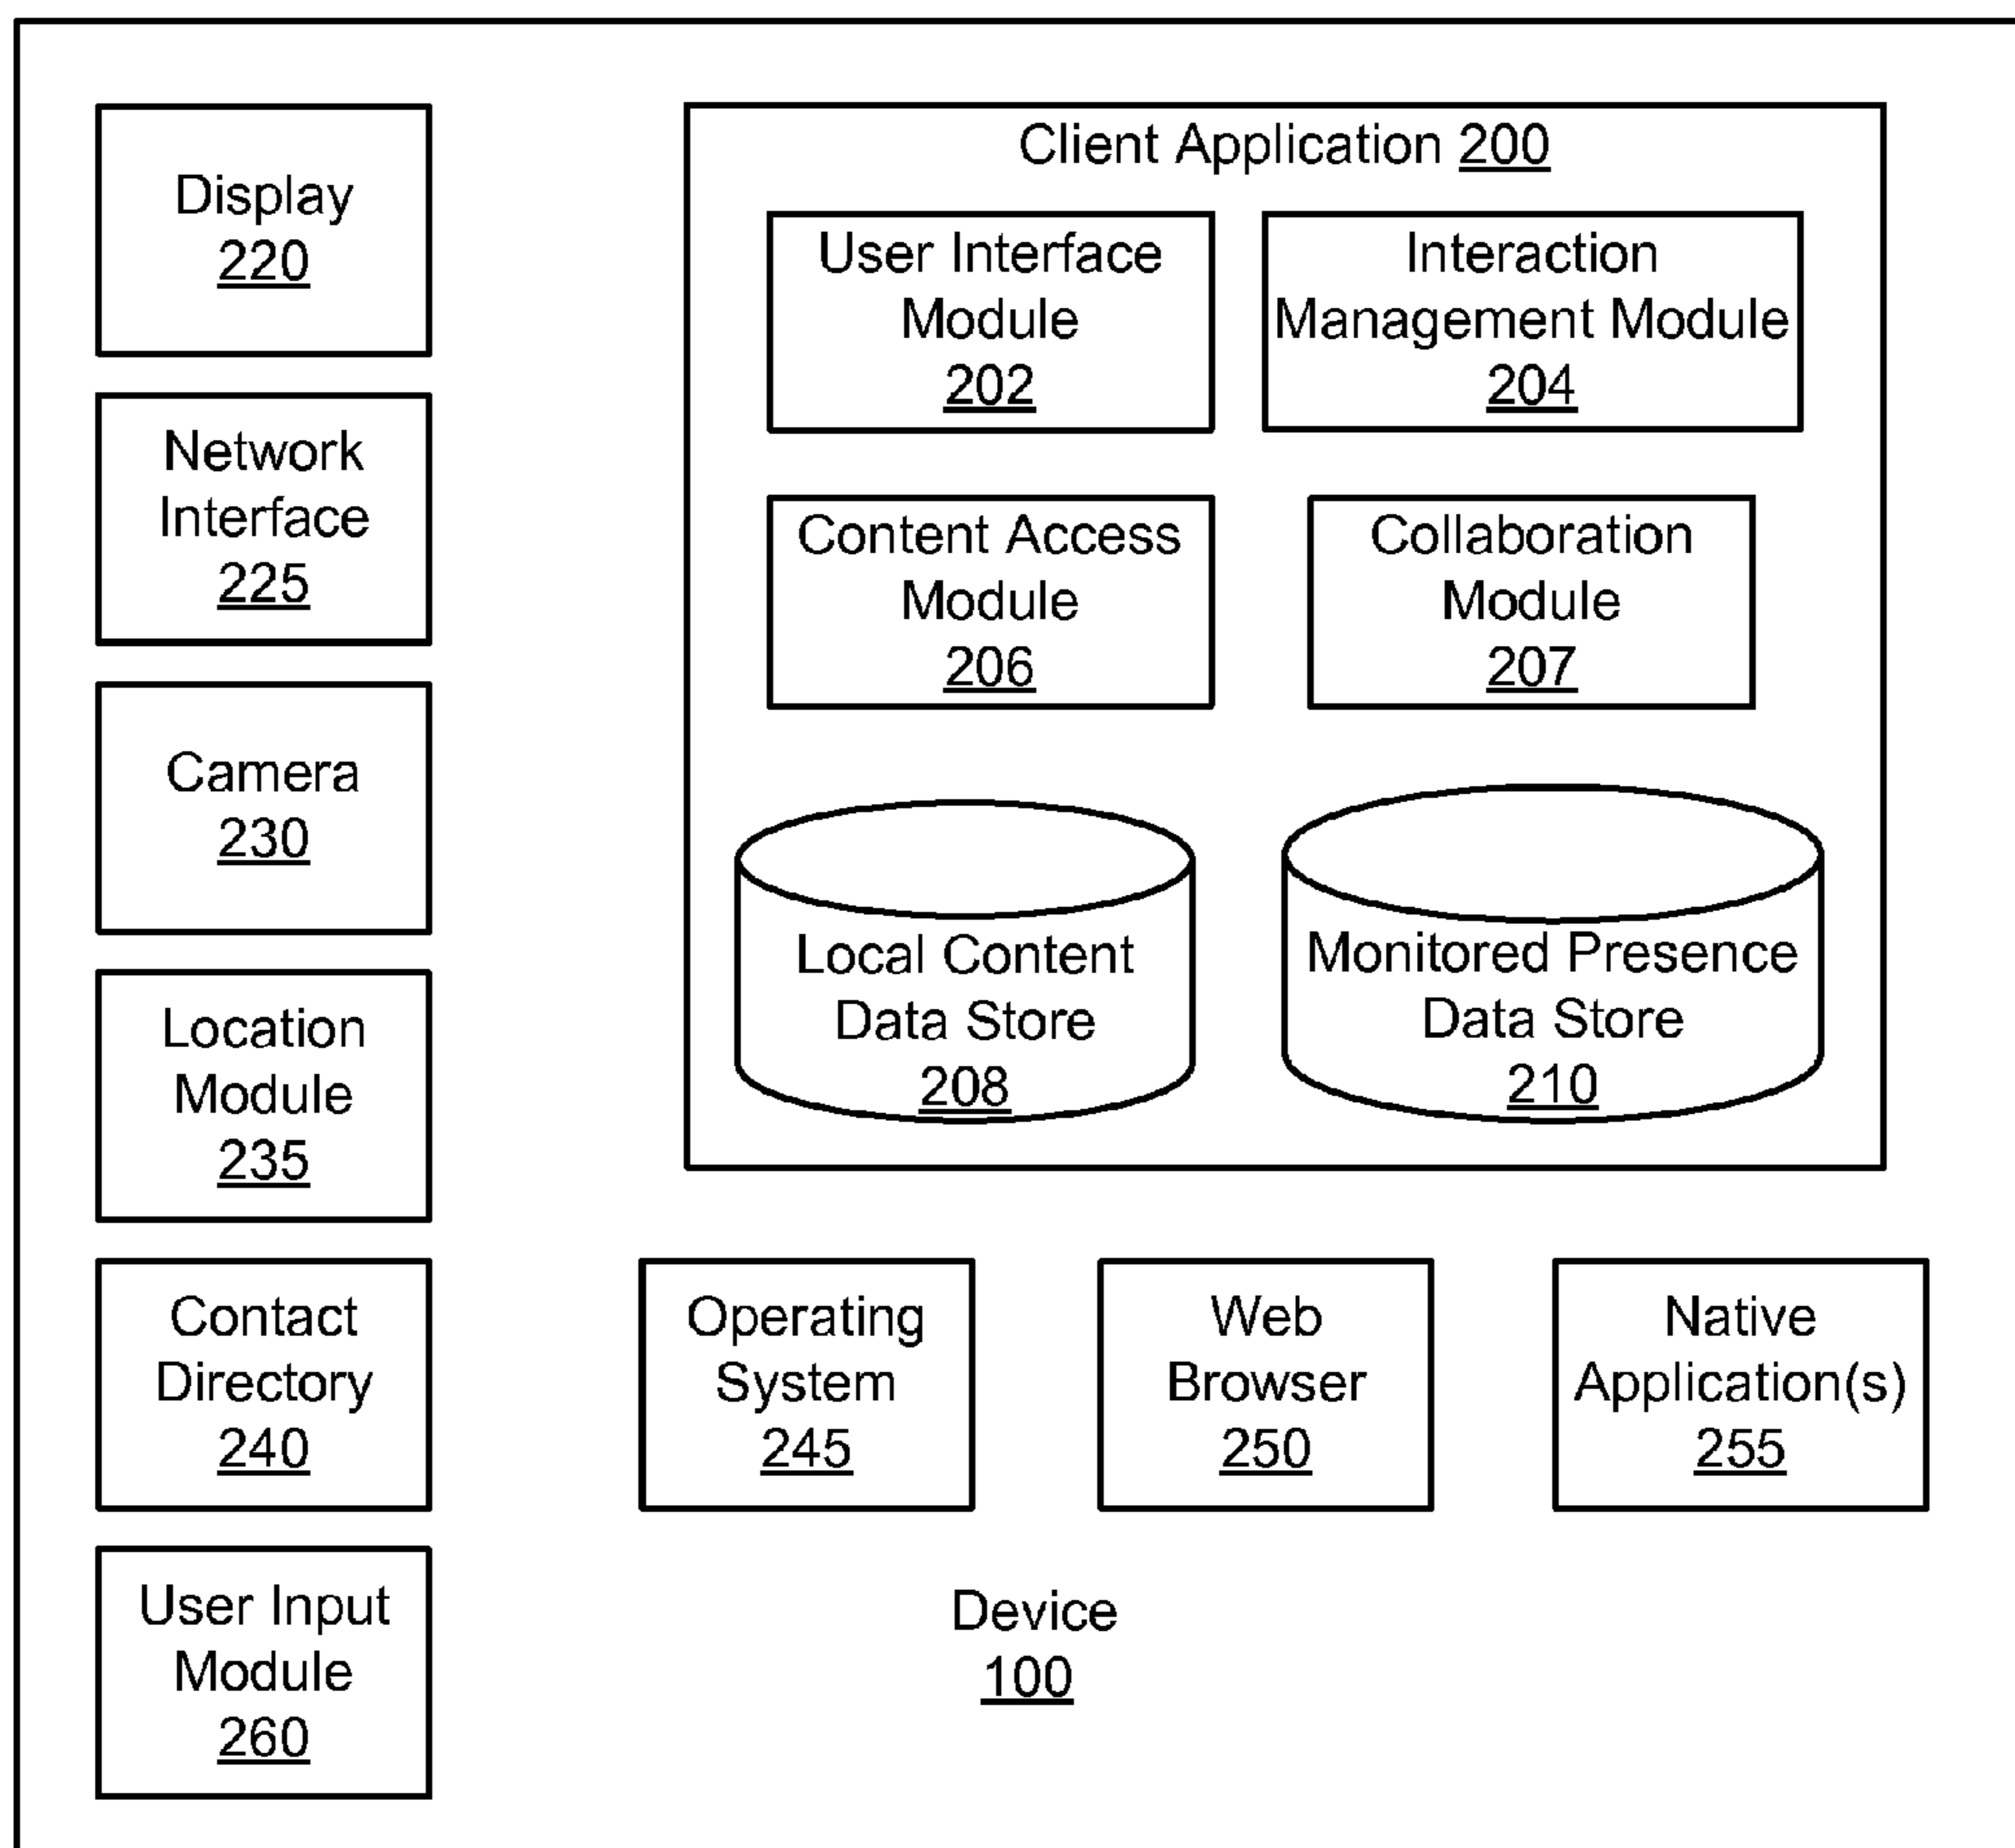 Display
220
Network
Interface
225
Camera
230
Location
Module
235
Contact
Directory
240
User Input
Module
260
Client Application 200
User Interface
Module
202
Interaction
Management Module
204
Content Access
Module
206
Collaboration
Module
207
Local Content
Data Store
208
Monitored Presence
Data Store
210
Operating
System
245
Web
Browser
250
Native
Application(s)
255
Device
100